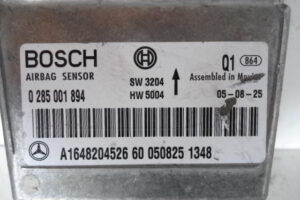 BOSCH
AIRBAG SENSOR
0 285 001 894
SW 3204
HW 5004
Q1 864
Assembled in Mexico
05-08-25
A1648204526 60 050825 1348